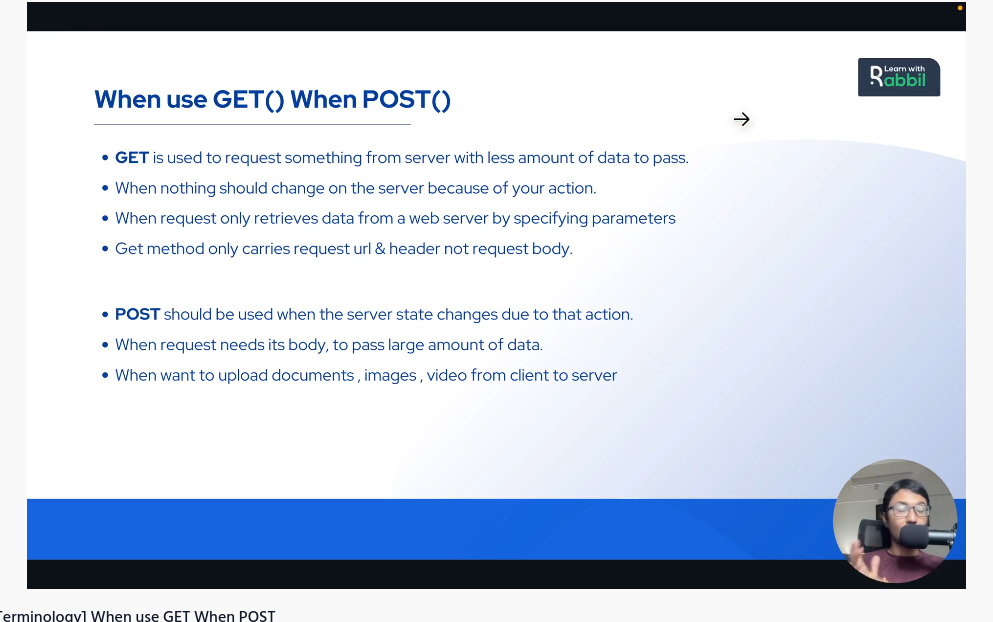 Learn with
Rabbil
When use GET() When POST()
• GET is used to request something from server with less amount of data to pass.
• When nothing should change on the server because of your action.
• When request only retrieves data from a web server by specifying parameters
• Get method only carries request url & header not request body.
• POST should be used when the server state changes due to that action.
• When request needs its body, to pass large amount of data.
• When want to upload documents , images , video from client to server
Terminology] When use GET When POST